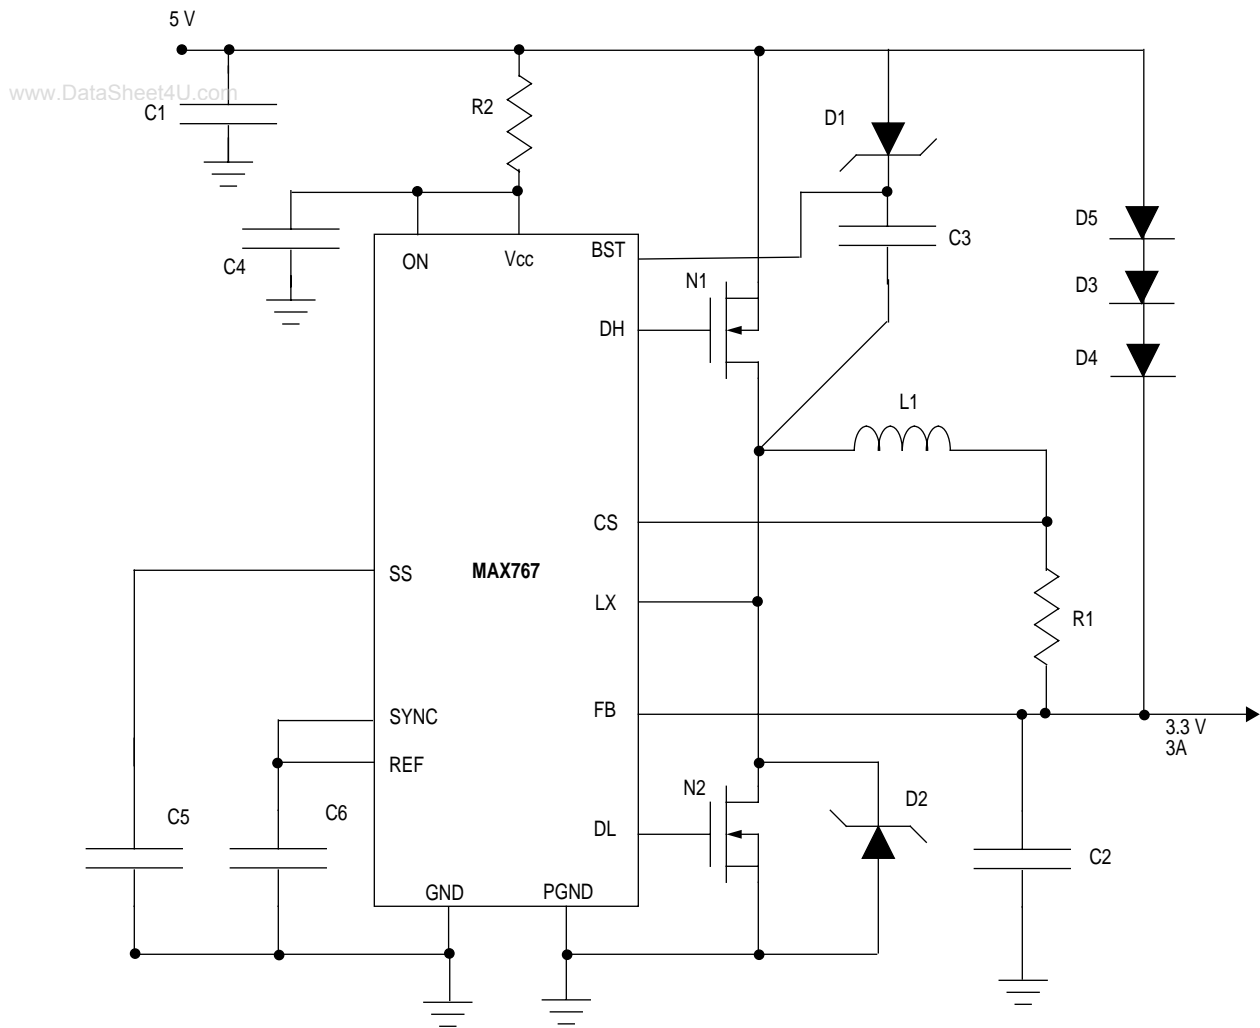 5 V
www.DataSheet4U.com
C1
R2
D1
C4
ON
Vcc
BST
C3
D5
N1
D3
DH
D4
L1
CS
SS
MAX767
LX
R1
SYNC
FB
3.3 V
3A
REF
N2
C5
C6
D2
DL
C2
GND
PGND